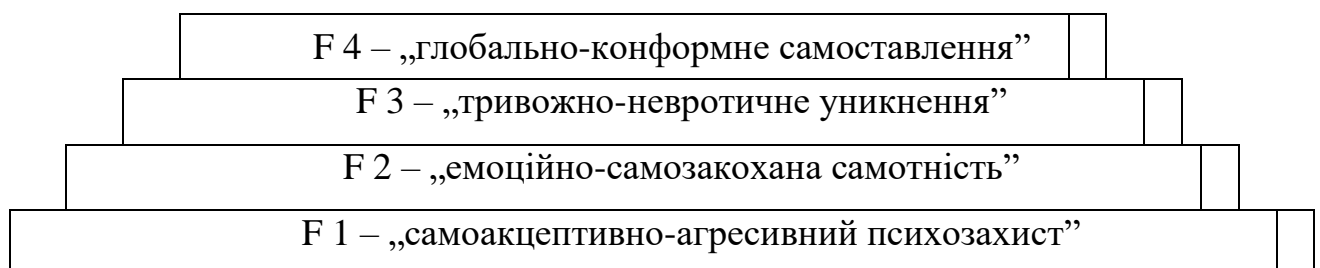 F 4 – „глобально-конформне самоставлення”
F 3 – „тривожно-невротичне уникнення”
F 2 – „емоційно-самозакохана самотність”
F 1 – „самоакцептивно-агресивний психозахист”